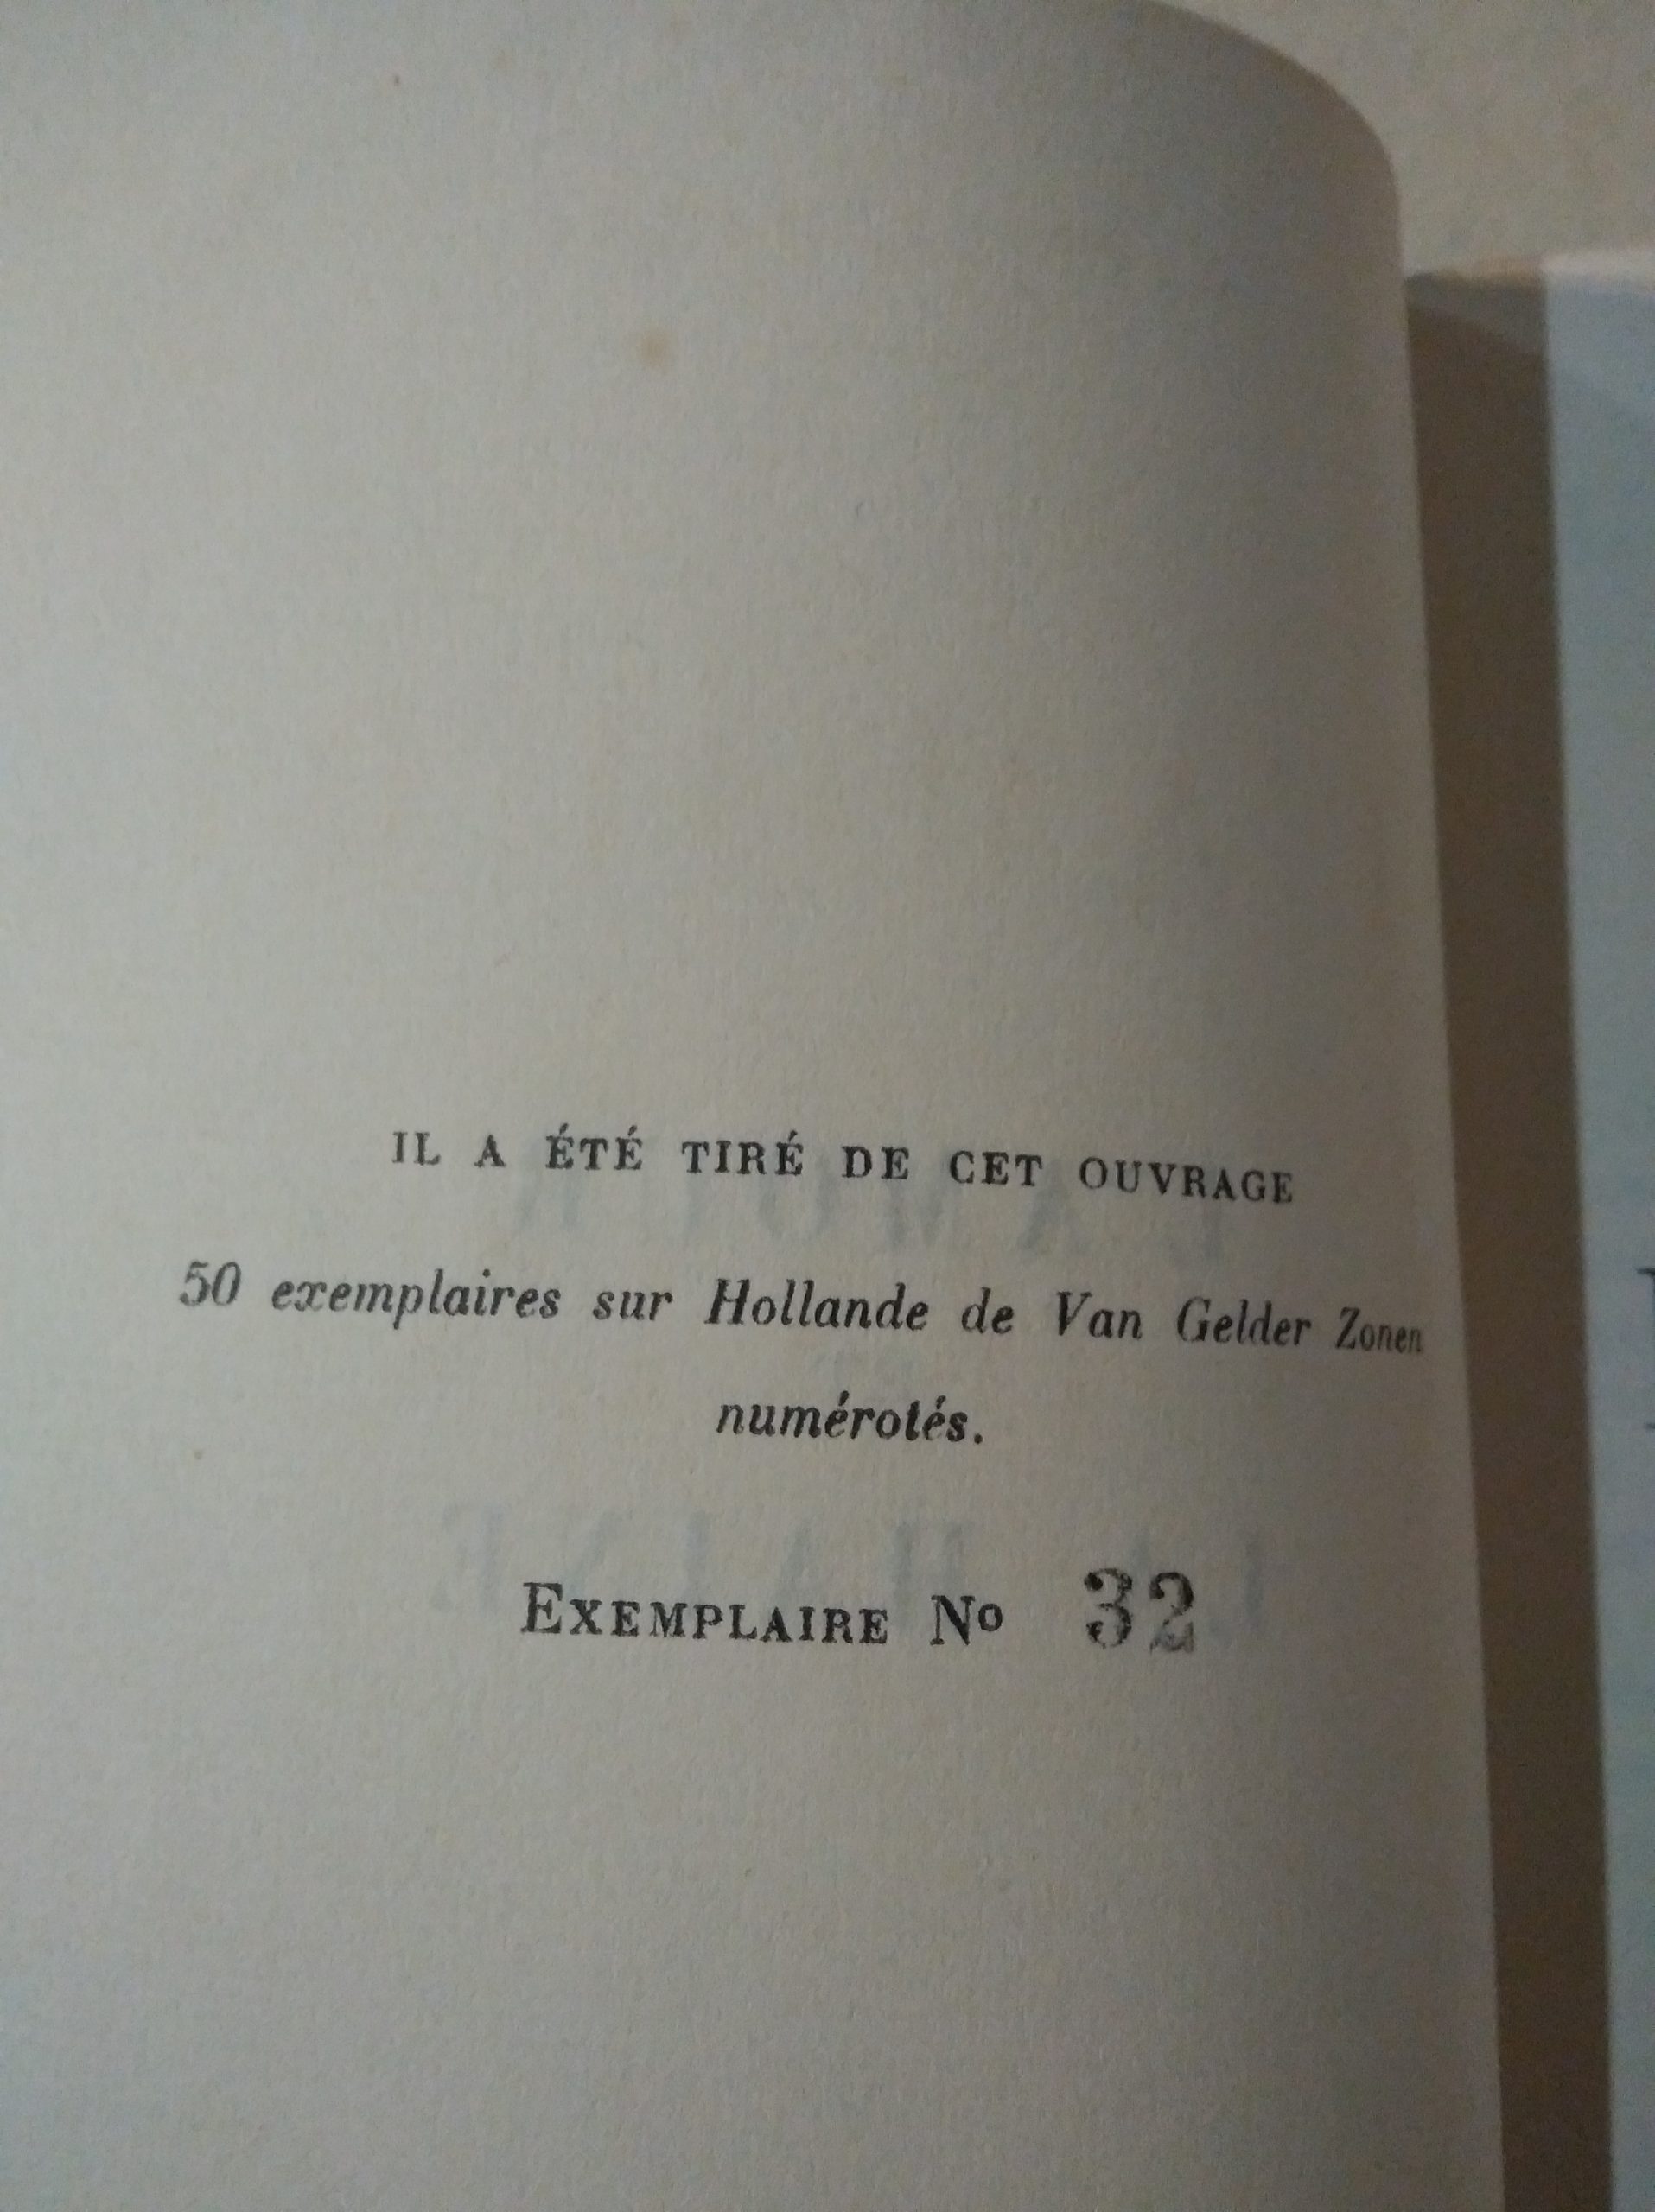 IL A ÉTÉ TIRÉ DE CET OUVRAGE
50 exemplaires sur Hollande de Van Gelder Zonen
numérotés.
EXEMPLAIRE Nº 32